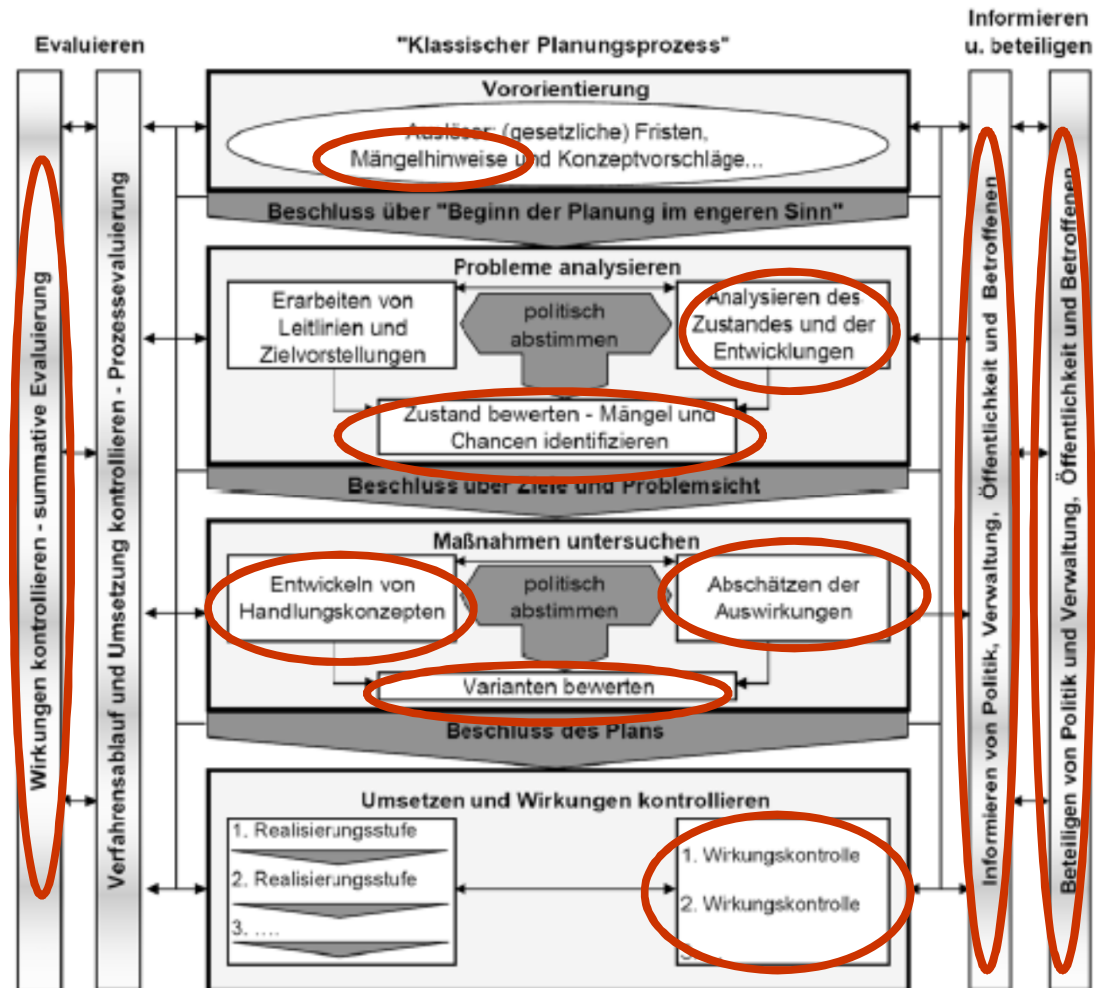 Evaluieren
"Klassischer Planungsprozess"
Informieren
u. beteiligen
Wirkungen kontrollieren - summative Evaluierung
Verfahrensablauf und Umsetzung kontrollieren - Prozessevaluierung
Vororientierung
Auslöser: (gesetzliche) Fristen,
Mängelhinweise und Konzeptvorschläge...
Beschluss über "Beginn der Planung im engeren Sinn"
Probleme analysieren
Erarbeiten von
Leitlinien und
Zielvorstellungen
politisch
abstimmen
Analysieren des
Zustandes und der
Entwicklungen
Zustand bewerten - Mängel und
Chancen identifizieren
Beschluss über Ziele und Problemsicht
Maßnahmen untersuchen
Entwickeln von
Handlungskonzepten
politisch
abstimmen
Abschätzen der
Auswirkungen
Varianten bewerten
Beschluss des Plans
Umsetzen und Wirkungen kontrollieren
1. Realisierungsstufe
2. Realisierungsstufe
3. ....
1. Wirkungskontrolle
2. Wirkungskontrolle
Informieren von Politik, Verwaltung, Öffentlichkeit und Betroffenen
Beteiligen von Politik und Verwaltung, Öffentlichkeit und Betroffenen